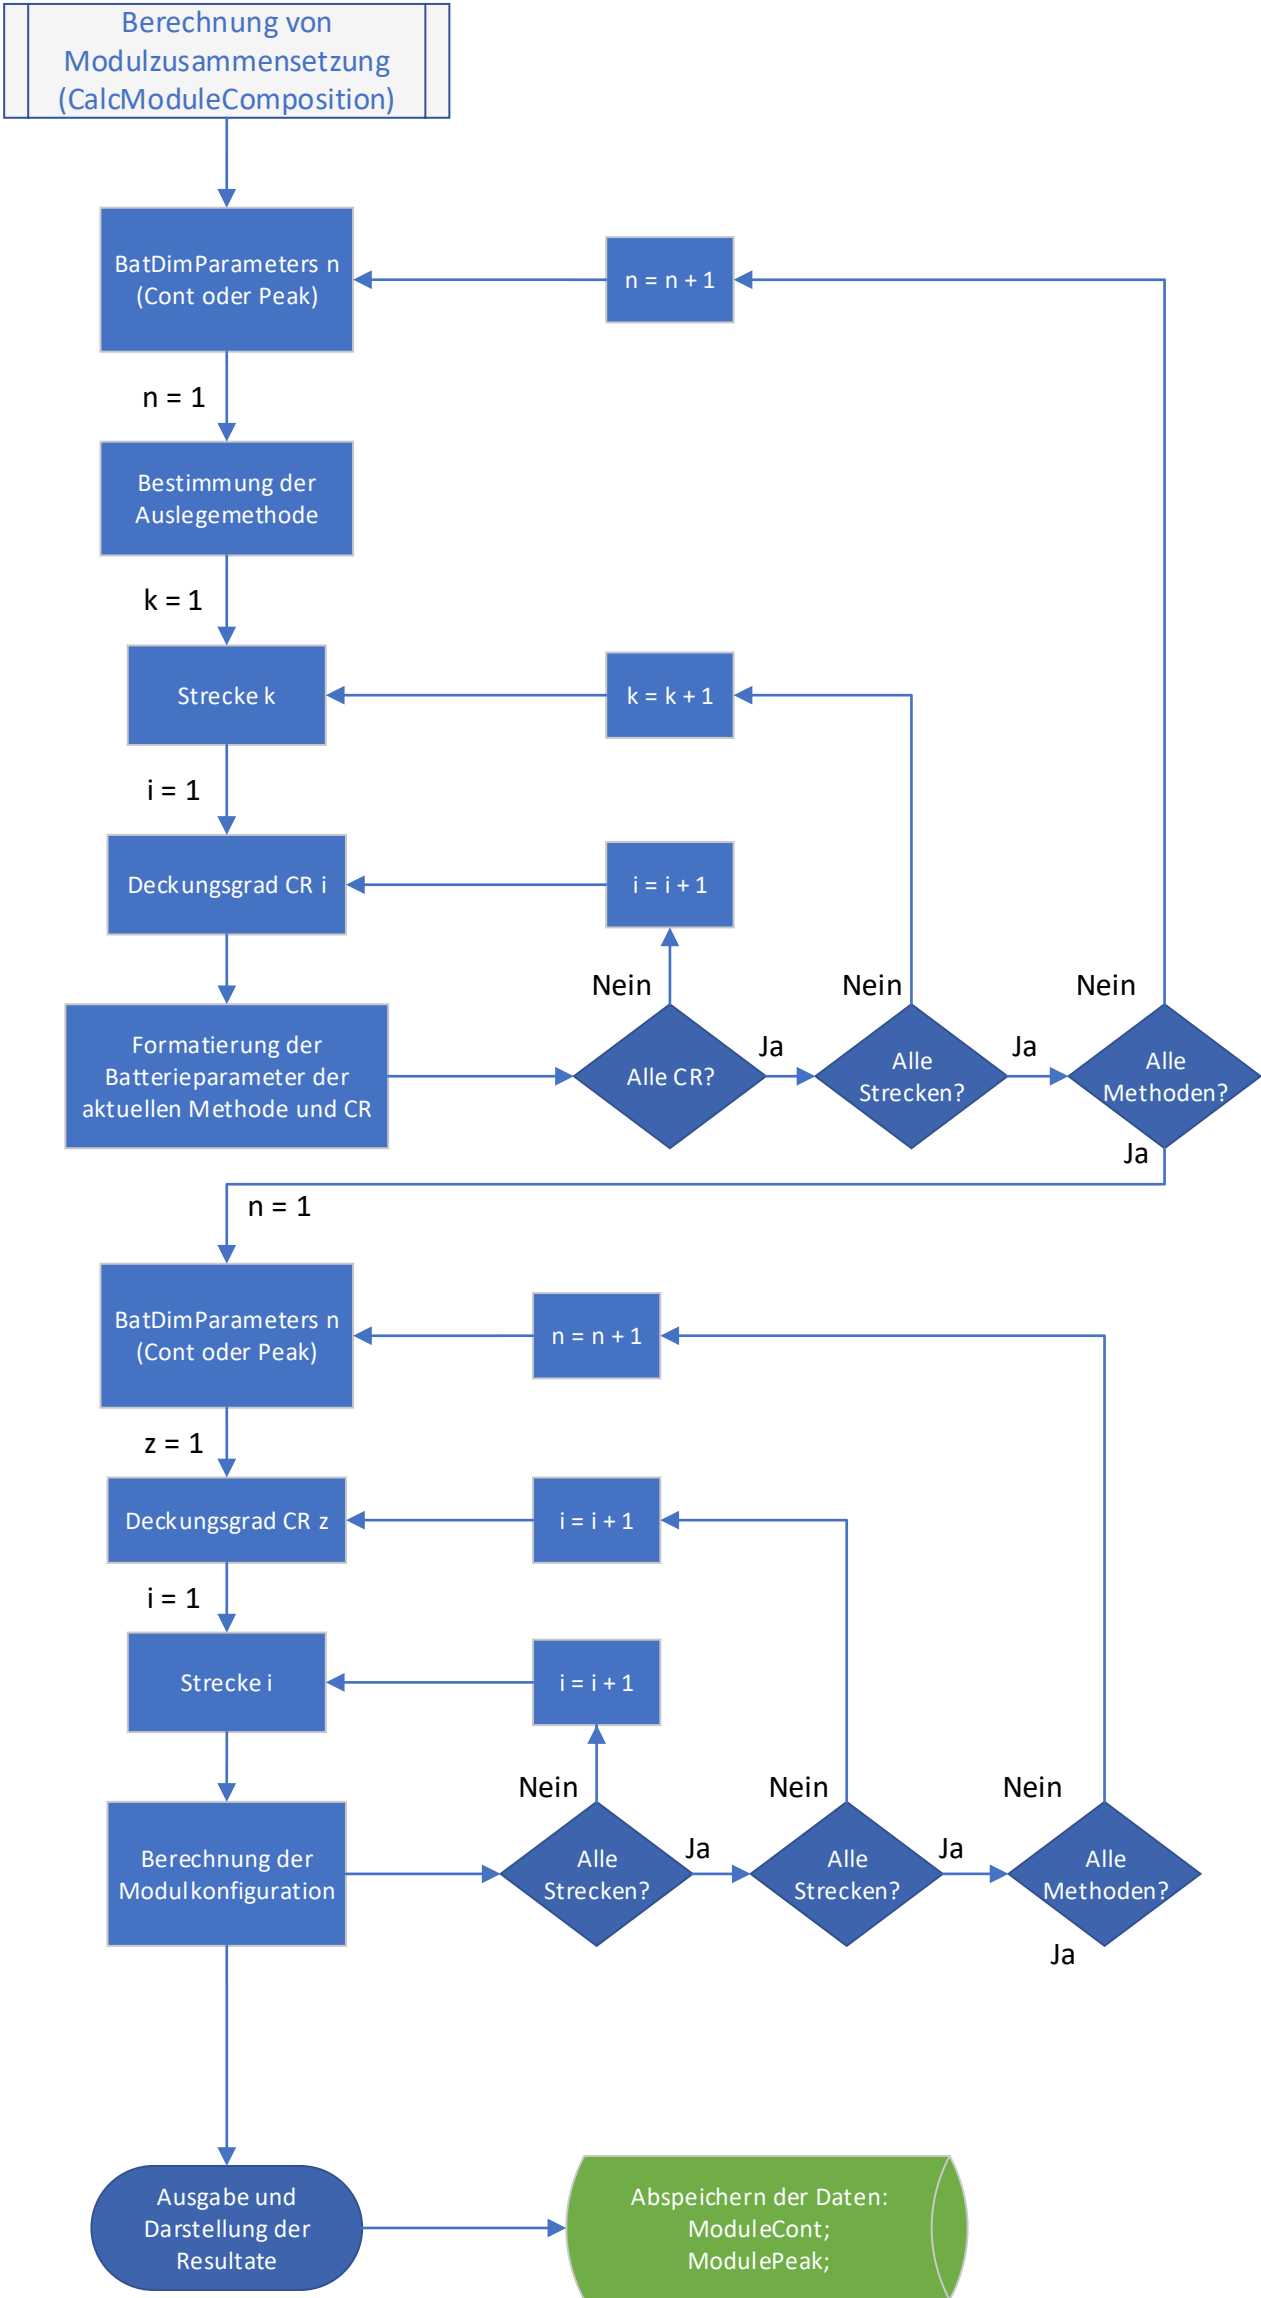 Berechnung von
Modulzusammensetzung
(CalcModuleComposition)
BatDimParameters n
(Cont oder Peak)
n = n + 1
n = 1
Bestimmung der
Auslegemethode
k = 1
Strecke k
k = k + 1
i = 1
Deckungsgrad CR i
i = i + 1
Nein
Nein
Nein
Formatierung der
Batterieparameter der
aktuellen Methode und CR
Alle CR?
Ja
Alle
Strecken?
Ja
Alle
Methoden?
Ja
n = 1
BatDimParameters n
(Cont oder Peak)
n = n + 1
z = 1
Deckungsgrad CR z
i = i + 1
i = 1
Strecke i
i = i + 1
Nein
Nein
Nein
Berechnung der
Modulkonfiguration
Alle
Strecken?
Ja
Alle
Strecken?
Ja
Alle
Methoden?
Ja
Ausgabe und
Darstellung der
Resultate
Abspeichern der Daten:
ModuleCont;
ModulePeak;